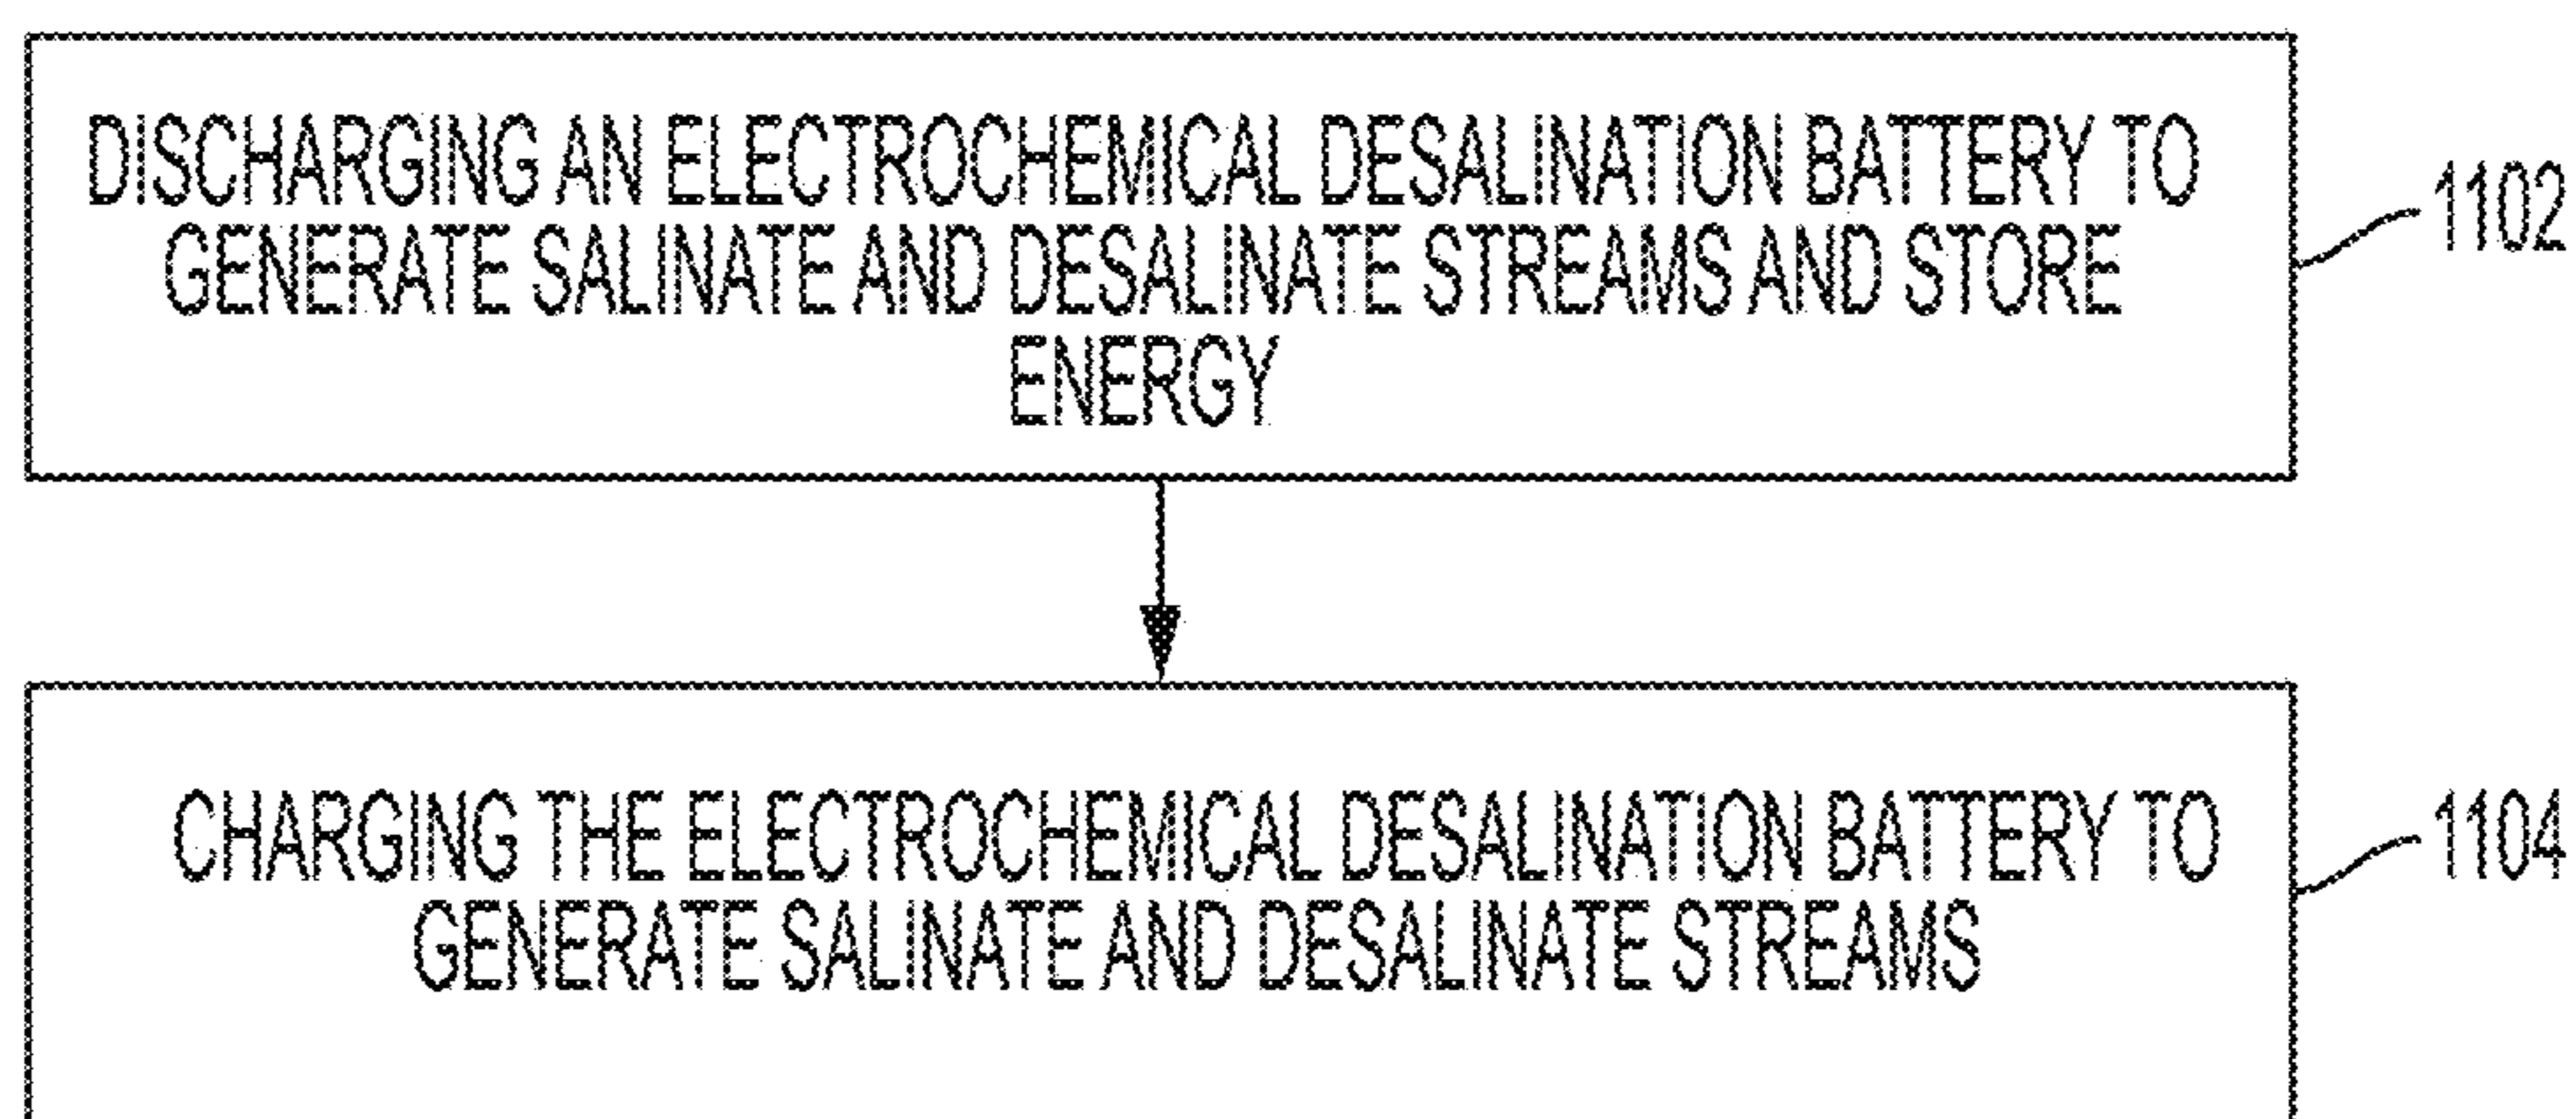 DISCHARGING AN ELECTROCHEMICAL DESALINATION BATTERY TO
GENERATE SALINATE AND DESALINATE STREAMS AND STORE
ENERGY
1102
CHARGING THE ELECTROCHEMICAL DESALINATION BATTERY TO
GENERATE SALINATE AND DESALINATE STREAMS
1104